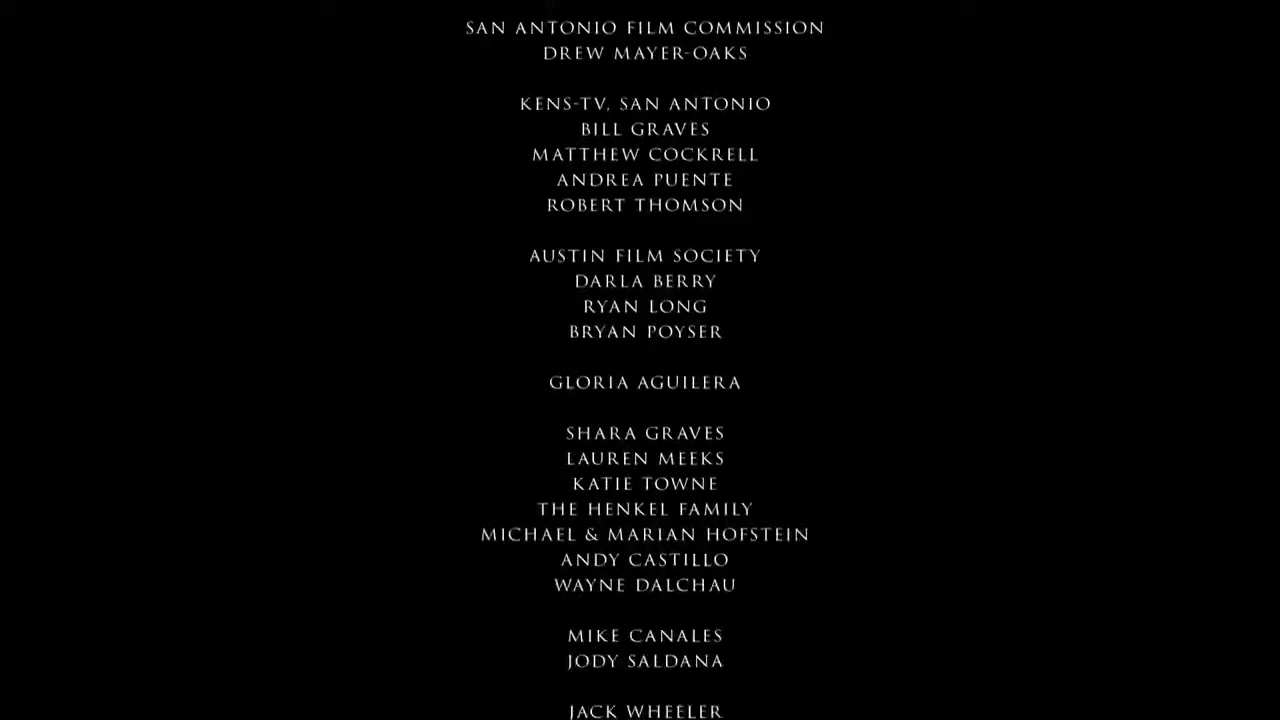 SAN ANTONIO FILM COMMISSION
DREW MAYER-OAKS
KENS-TV, SAN ANTONIO
BILL GRAVES
MATTHEW COCKRELL
ANDREA PUENTE
ROBERT THOMSON
AUSTIN FILM SOCIETY
DARLA BERRY
RYAN LONG
BRYAN POYSER
GLORIA AGUILERA
SHARA GRAVES
LAUREN MEEKS
KATIE TOWNE
THE HENKEL FAMILY
MICHAEL & MARIAN HOFSTEIN
ANDY CASTILLO
WAYNE DALCHAU
MIKE CANALES
JODY SALDANA
JACK WHEELER